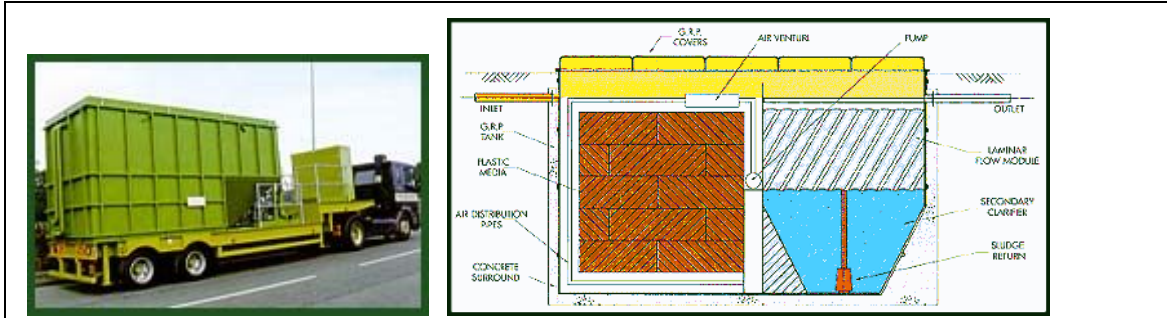 G.R.P.
COVERS
AIR VENTURI
PUMP
INLET
OUTLET
G.R.P
TANK
LAMINAR
FLOW MODULE
PLASTIC
MEDIA
SECONDARY
CLARIFIER
AIR DISTRIBUTION
PIPES
SLUDGE
RETURN
CONCRETE
SURROUND